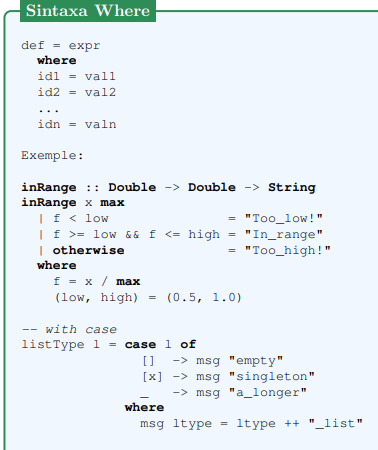 Sintaxa Where
def = expr
  where
  id1 = val1
  id2 = val2
  ...
  idn = valn
Exemple:
inRange :: Double -> Double -> String
inRange x max
  | f < low               = "Too_low!"
  | f >= low && f <= high = "In_range"
  | otherwise             = "Too_high!"
  where
    f = x / max
    (low, high) = (0.5, 1.0)
-- with case
listType l = case l of
               []  -> msg "empty"
               [x] -> msg "singleton"
               _   -> msg "a_longer"
             where
               msg ltype = ltype ++ "_list"